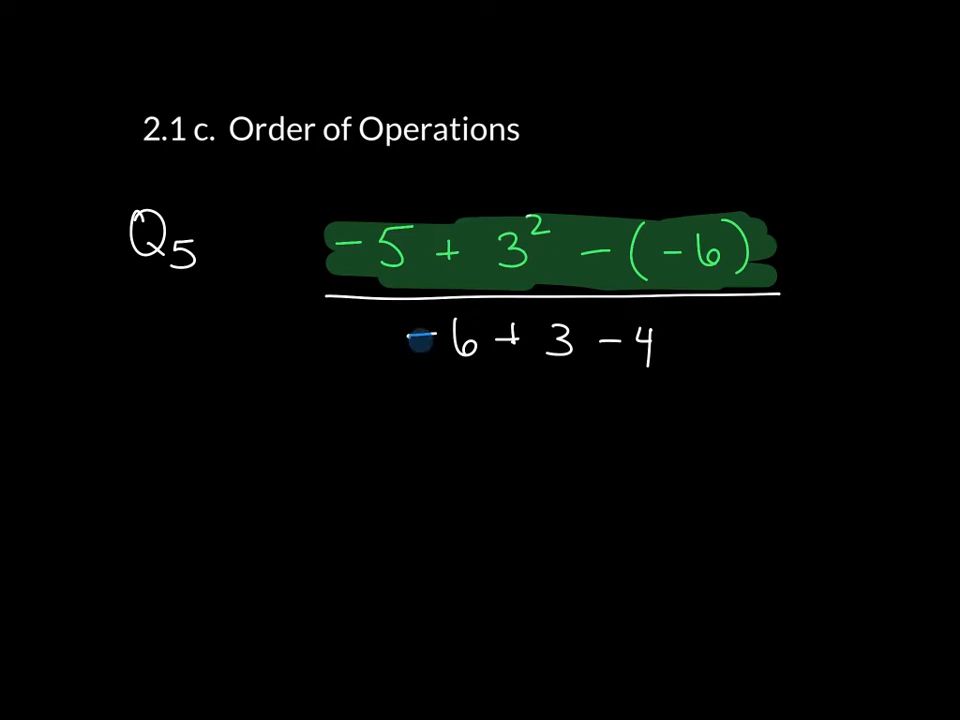 2.1 c. Order of Operations
Q5
-5 + 3² - (-6)
-6 + 3 - 4